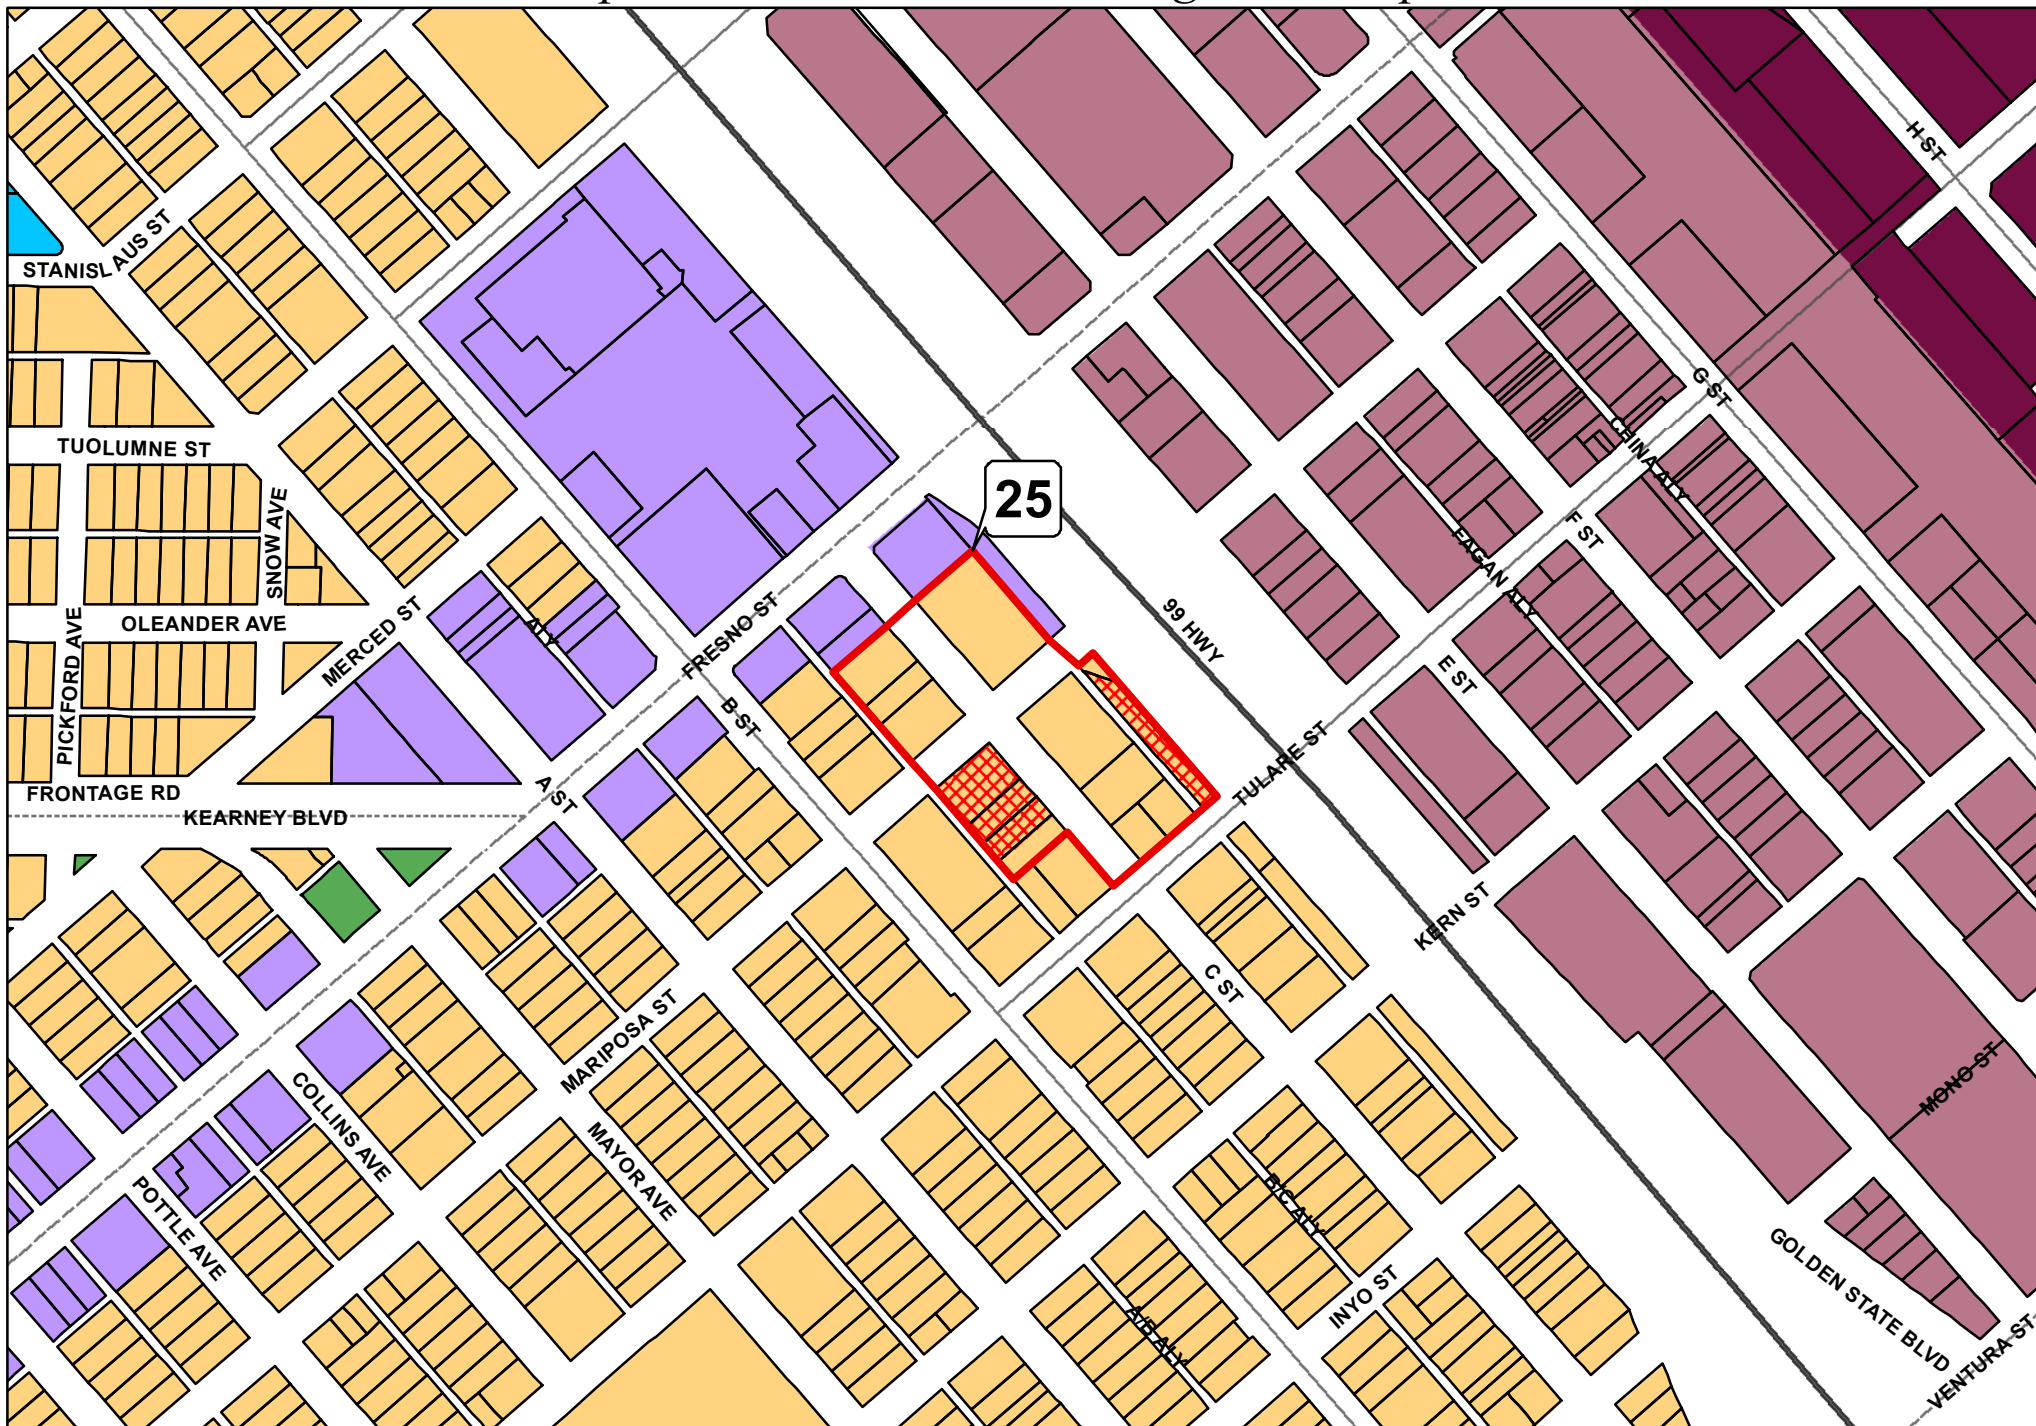 H ST
STANISLAUS ST
G ST
TUOLUMNE ST
CHINA ALY
25
SNOW AVE
F ST
FAGAN ALY
OLEANDER AVE
MERCED ST
ALY
FRESNO ST
99 HWY
PICKFORD AVE
E ST
B ST
TULARE ST
FRONTAGE RD
A ST
KEARNEY BLVD
KERN ST
C ST
MARIPOSA ST
MONO ST
COLLINS AVE
MAYOR AVE
POTTLE AVE
B/C ALY
GOLDEN STATE BLVD
INYO ST
A/B ALY
VENTURA ST